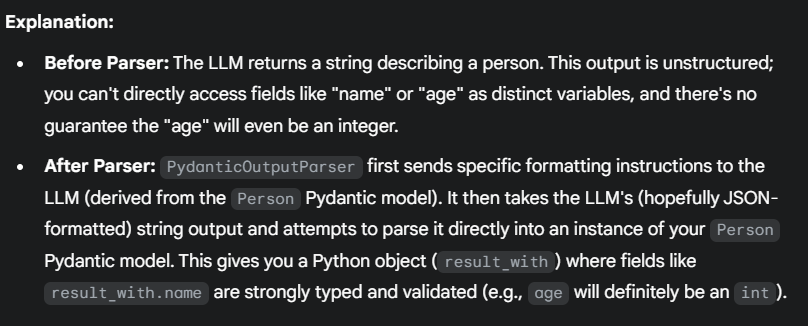 Explanation:
• Before Parser: The LLM returns a string describing a person. This output is unstructured;
you can't directly access fields like "name" or "age" as distinct variables, and there's no
guarantee the "age" will even be an integer.
• After Parser: PydanticOutputParser first sends specific formatting instructions to the
LLM (derived from the Person Pydantic model). It then takes the LLM's (hopefully JSON-
formatted) string output and attempts to parse it directly into an instance of your Person
Pydantic model. This gives you a Python object ( result_with ) where fields like
result_with.name are strongly typed and validated (e.g., age will definitely be an int ).